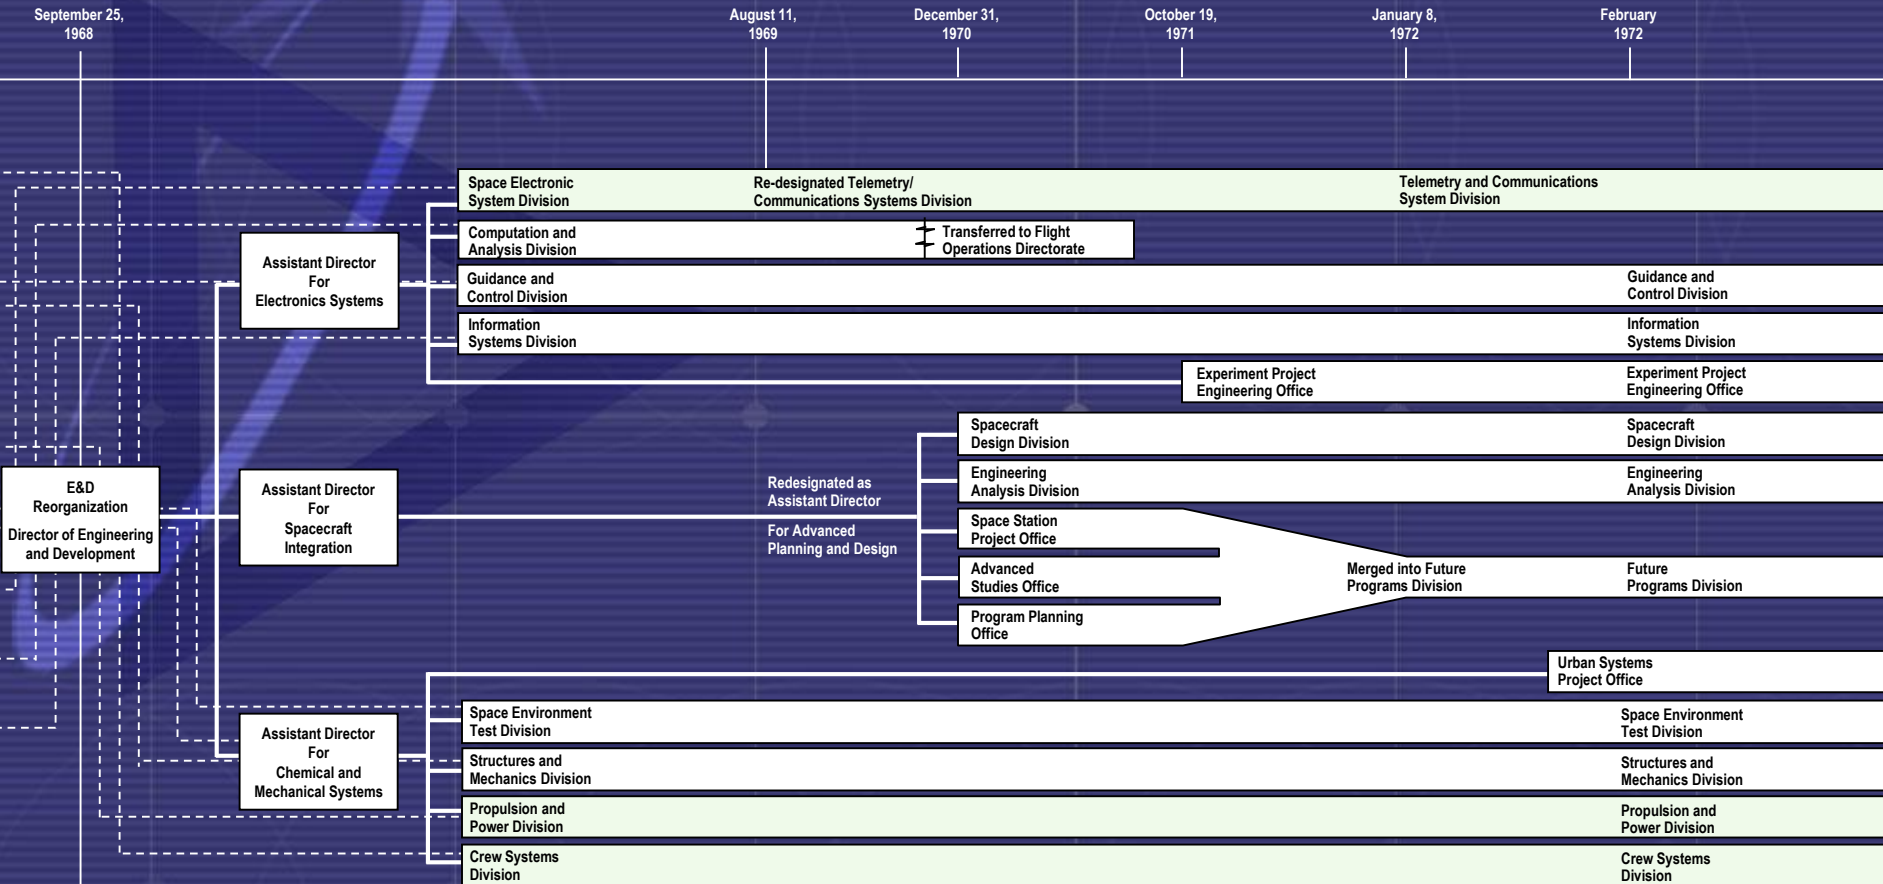 September 25,
1968
August 11,
1969
December 31,
1970
October 19,
1971
January 8,
1972
February
1972
Space Electronic
System Division
Re-designated Telemetry/
Communications Systems Division
Telemetry and Communications
System Division
Computation and
Analysis Division
Transferred to Flight
Operations Directorate
Assistant Director
For
Electronics Systems
Guidance and
Control Division
Guidance and
Control Division
Information
Systems Division
Information
Systems Division
Experiment Project
Engineering Office
Experiment Project
Engineering Office
Spacecraft
Design Division
Spacecraft
Design Division
E&D
Reorganization
Director of Engineering
and Development
Assistant Director
For
Spacecraft
Integration
Redesignated as
Assistant Director
For Advanced
Planning and Design
Engineering
Analysis Division
Engineering
Analysis Division
Space Station
Project Office
Advanced
Studies Office
Merged into Future
Programs Division
Future
Programs Division
Program Planning
Office
Urban Systems
Project Office
Assistant Director
For
Chemical and
Mechanical Systems
Space Environment
Test Division
Space Environment
Test Division
Structures and
Mechanics Division
Structures and
Mechanics Division
Propulsion and
Power Division
Propulsion and
Power Division
Crew Systems
Division
Crew Systems
Division